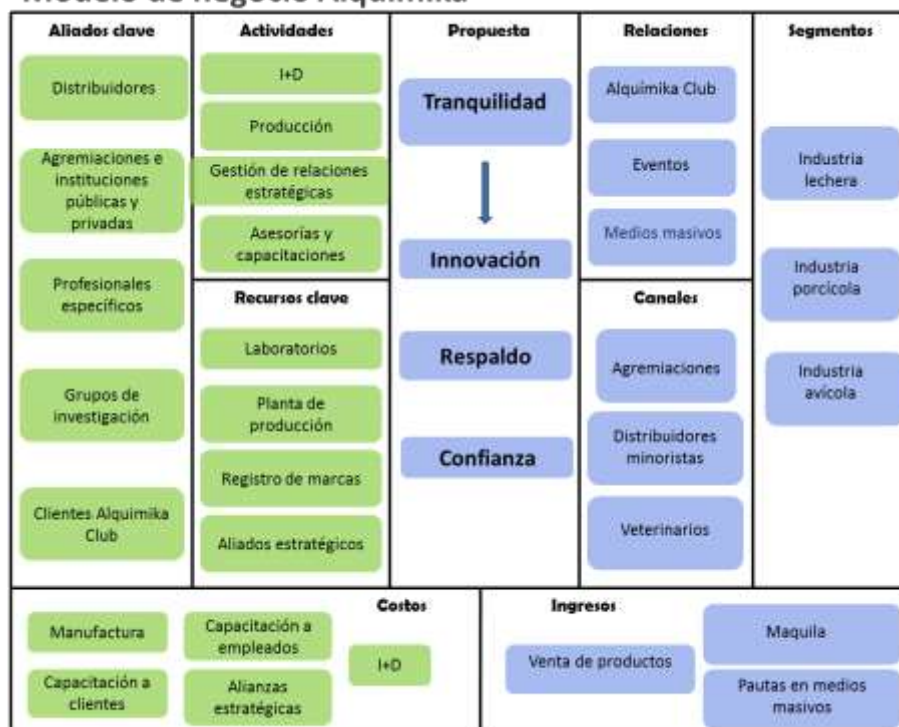 Modelo de negocio Alquimika
Aliados clave
Distribuidores
Agremiaciones e
instituciones
públicas y
privadas
Profesionales
específicos
Grupos de
investigación
Clientes Alquimika
Club
Actividades
I+D
Producción
Gestión de relaciones
estratégicas
Asesorías y
capacitaciones
Recursos clave
Laboratorios
Planta de
producción
Registro de marcas
Aliados estratégicos
Propuesta
Tranquilidad
Innovación
Respaldo
Confianza
Relaciones
Alquimika Club
Eventos
Medios masivos
Canales
Agremiaciones
Distribuidores
minoristas
Veterinarios
Segmentos
Industria
lechera
Industria
porcícola
Industria
avícola
Costos
Manufactura
Capacitación a
empleados
I+D
Capacitación a
clientes
Alianzas
estratégicas
Ingresos
Venta de productos
Maquila
Pautas en medios
masivos